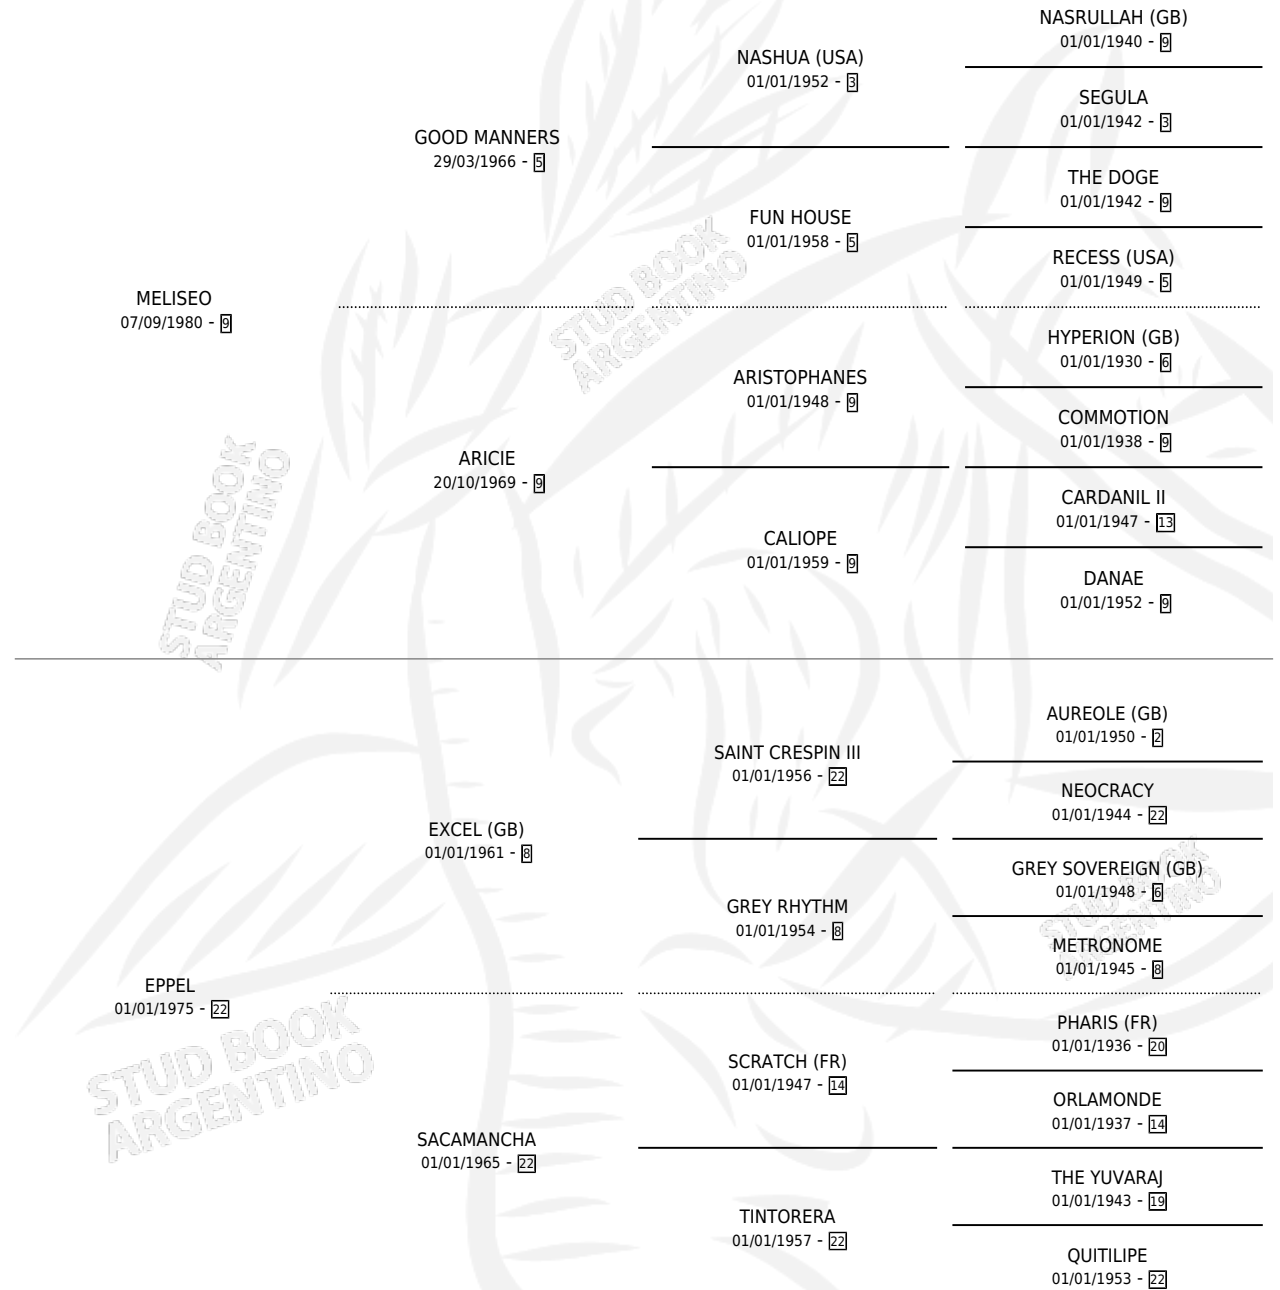 NASRULLAH (GB)
01/01/1940 - 9
NASHUA (USA)
01/01/1952 - 3
SEGULA
01/01/1942 - 3
GOOD MANNERS
29/03/1966 - 5
THE DOGE
01/01/1942 - 9
FUN HOUSE
01/01/1958 - 5
RECESS (USA)
01/01/1949 - 5
MELISEO
07/09/1980 - 9
HYPERION (GB)
01/01/1930 - 6
ARISTOPHANES
01/01/1948 - 9
COMMOTION
01/01/1938 - 9
ARICIE
20/10/1969 - 9
CARDANIL II
01/01/1947 - 13
CALIOPE
01/01/1959 - 9
DANAE
01/01/1952 - 9
AUREOLE (GB)
01/01/1950 - 2
SAINT CRESPIN III
01/01/1956 - 22
NEOCRACY
01/01/1944 - 22
EXCEL (GB)
01/01/1961 - 8
GREY SOVEREIGN (GB)
01/01/1948 - 6
GREY RHYTHM
01/01/1954 - 8
METRONOME
01/01/1945 - 8
EPPEL
01/01/1975 - 22
PHARIS (FR)
01/01/1936 - 20
SCRATCH (FR)
01/01/1947 - 14
ORLAMONDE
01/01/1937 - 14
SACAMANCHA
01/01/1965 - 22
THE YUVARAJ
01/01/1943 - 19
TINTORERA
01/01/1957 - 22
QUITILIPE
01/01/1953 - 22
STUD BOOK
ARGENTINO
STUD BOOK
ARGENTINO
STUD BOOK
ARGENTINO
STUD BOOK
ARGENTINO